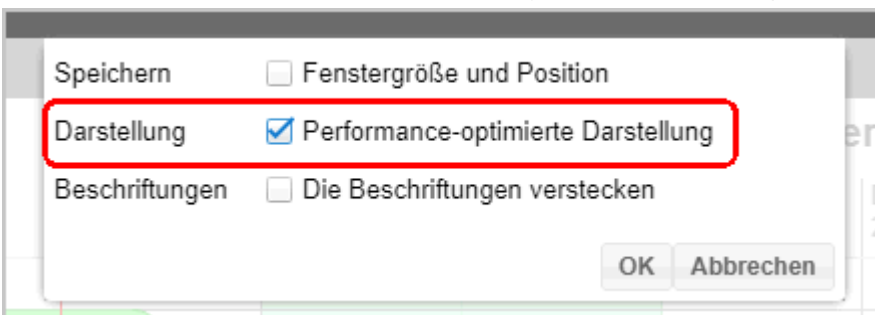 Speichern Fenstergröße und Position
Darstellung Performance-optimierte Darstellung
Beschriftungen Die Beschriftungen verstecken
OK Abbrechen